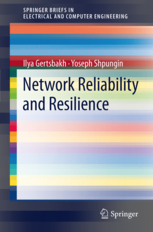 SPRINGER BRIEFS IN
ELECTRICAL AND COMPUTER ENGINEERING
Ilya Gertsbakh · Yoseph Shpungin
Network Reliability
and Resilience
Springer